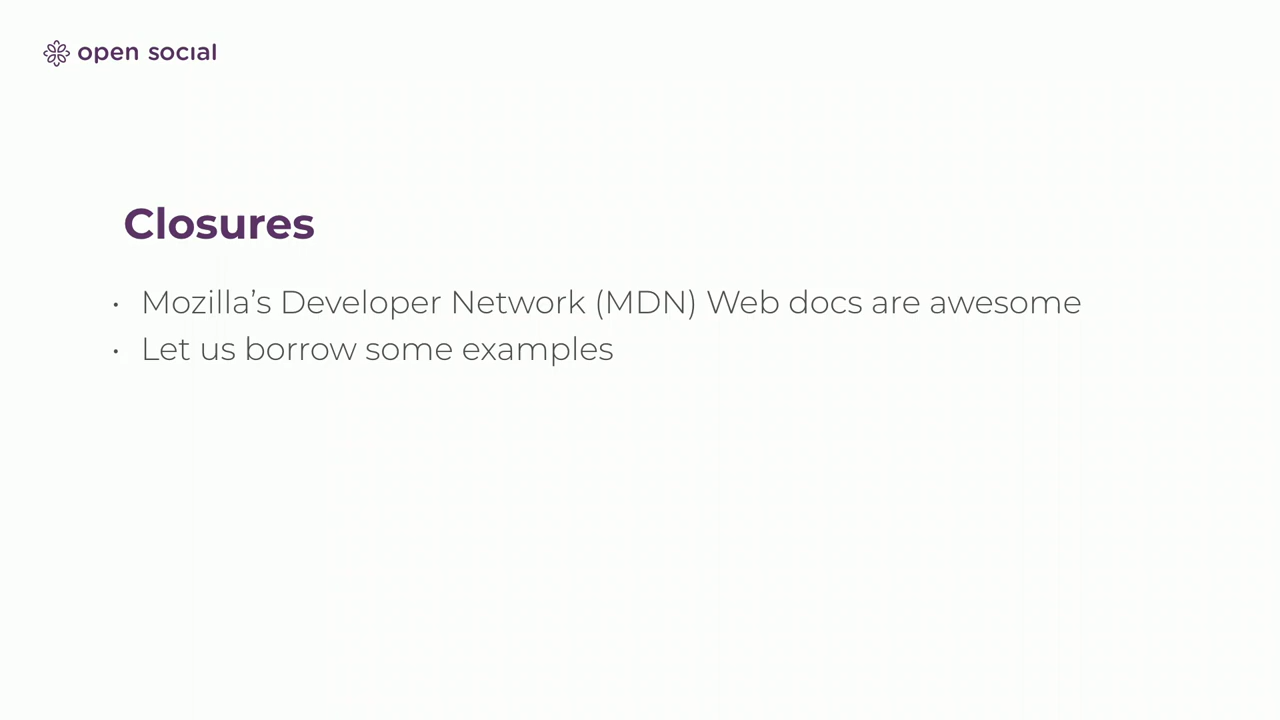 open social
Closures
• Mozilla’s Developer Network (MDN) Web docs are awesome
• Let us borrow some examples